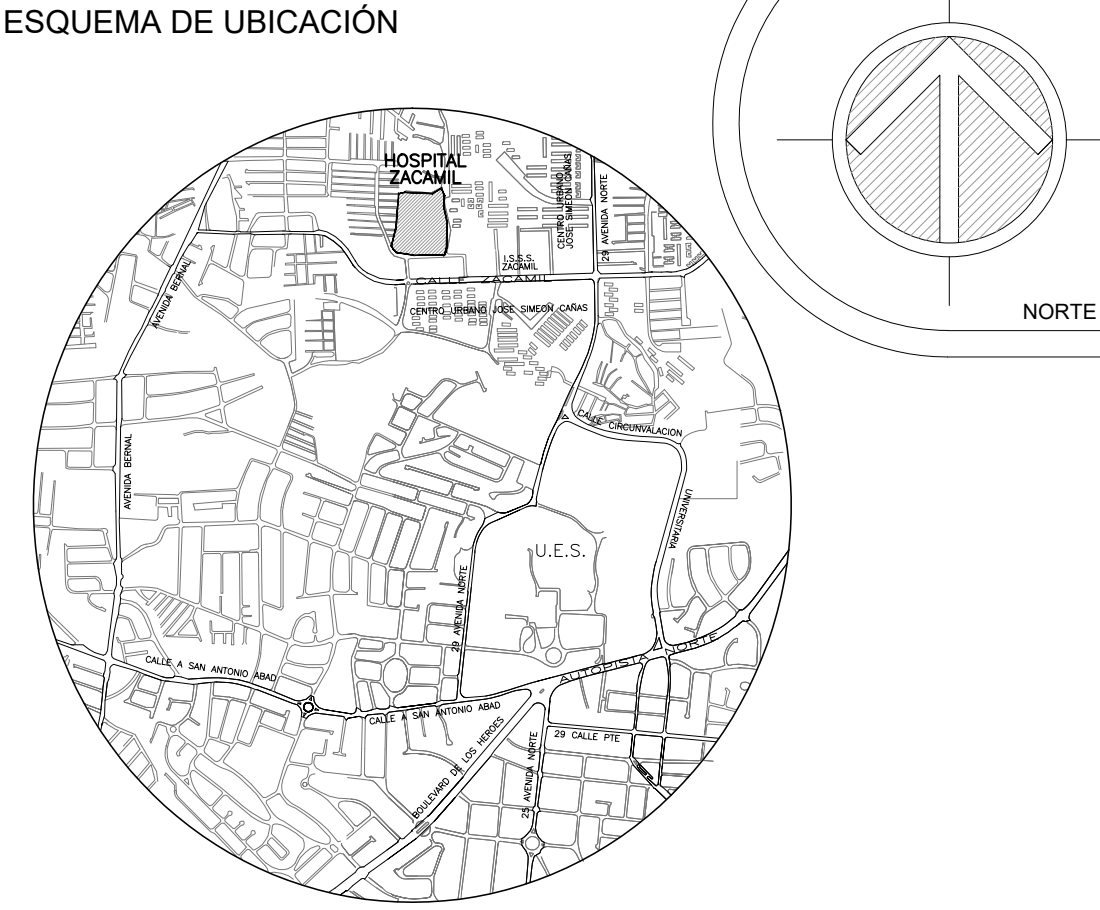 ESQUEMA DE UBICACIÓN
NORTE
HOSPITAL
ZACAMIL
CENTRO URBANO
JOSE SIMEON CAÑAS
29 AVENIDA NORTE
I.S.S.S.
ZACAMIL
CALLE ZACAMIL
CENTRO URBANO JOSE SIMEON CAÑAS
AVENIDA BERNAL
CALLE CIRCUNVALACION
AVENIDA BERNAL
UNIVERSITARIA
U.E.S.
29 AVENIDA NORTE
AUTOPISTA NORTE
CALLE A SAN ANTONIO ABAD
CALLE A SAN ANTONIO ABAD
BOULEVARD DE LOS HEROES
29 CALLE PTE
25 AVENIDA NORTE